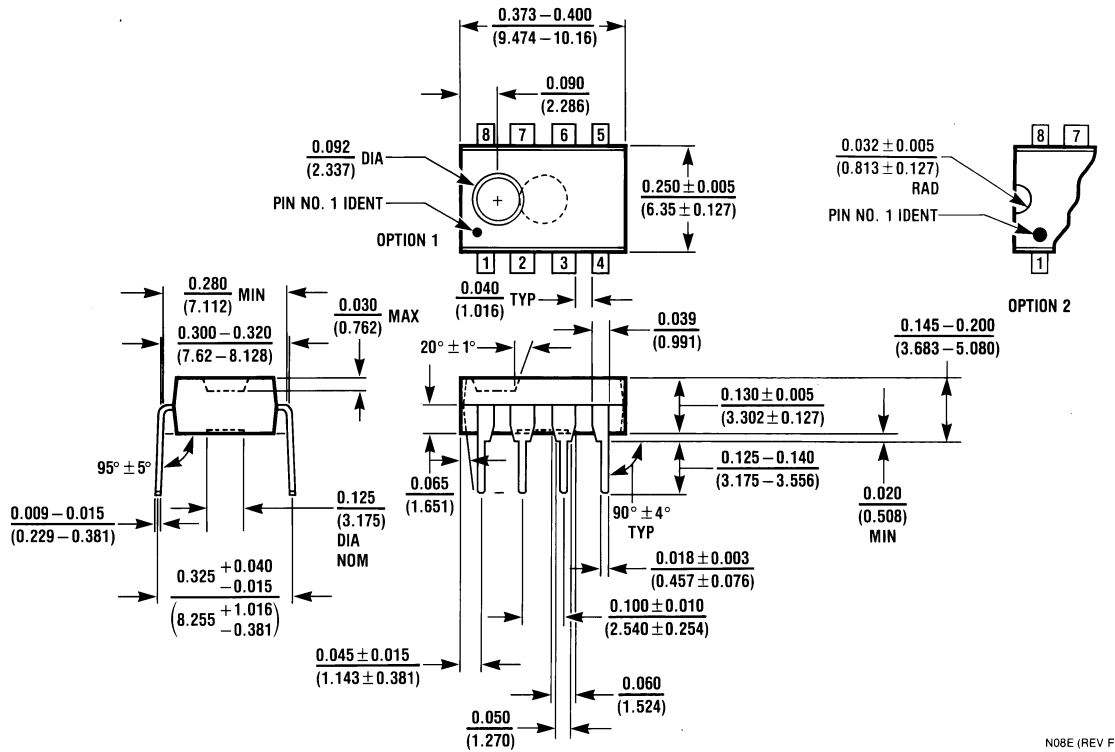 0.373 – 0.400
(9.474 – 10.16)
0.090
(2.286)
8 7 6 5
0.092 DIA
(2.337)
PIN NO. 1 IDENT
OPTION 1
0.250 ± 0.005
(6.35 ± 0.127)
1 2 3 4
8 7
0.032 ± 0.005
(0.813 ± 0.127)
RAD
PIN NO. 1 IDENT
1
OPTION 2
0.280 MIN
(7.112)
0.030 MAX
(0.762)
0.300 – 0.320
(7.62 – 8.128)
0.040 TYP
(1.016)
0.039
(0.991)
20° ± 1°
0.145 – 0.200
(3.683 – 5.080)
0.130 ± 0.005
(3.302 ± 0.127)
95° ± 5°
0.065
(1.651)
0.125 – 0.140
(3.175 – 3.556)
0.020
(0.508)
MIN
90° ± 4°
TYP
0.009 – 0.015
(0.229 – 0.381)
0.125
(3.175)
DIA
NOM
0.018 ± 0.003
(0.457 ± 0.076)
0.325 +0.040
−0.015
(8.255 +1.016
−0.381)
0.100 ± 0.010
(2.540 ± 0.254)
0.045 ± 0.015
(1.143 ± 0.381)
0.060
(1.524)
0.050
(1.270)
N08E (REV F